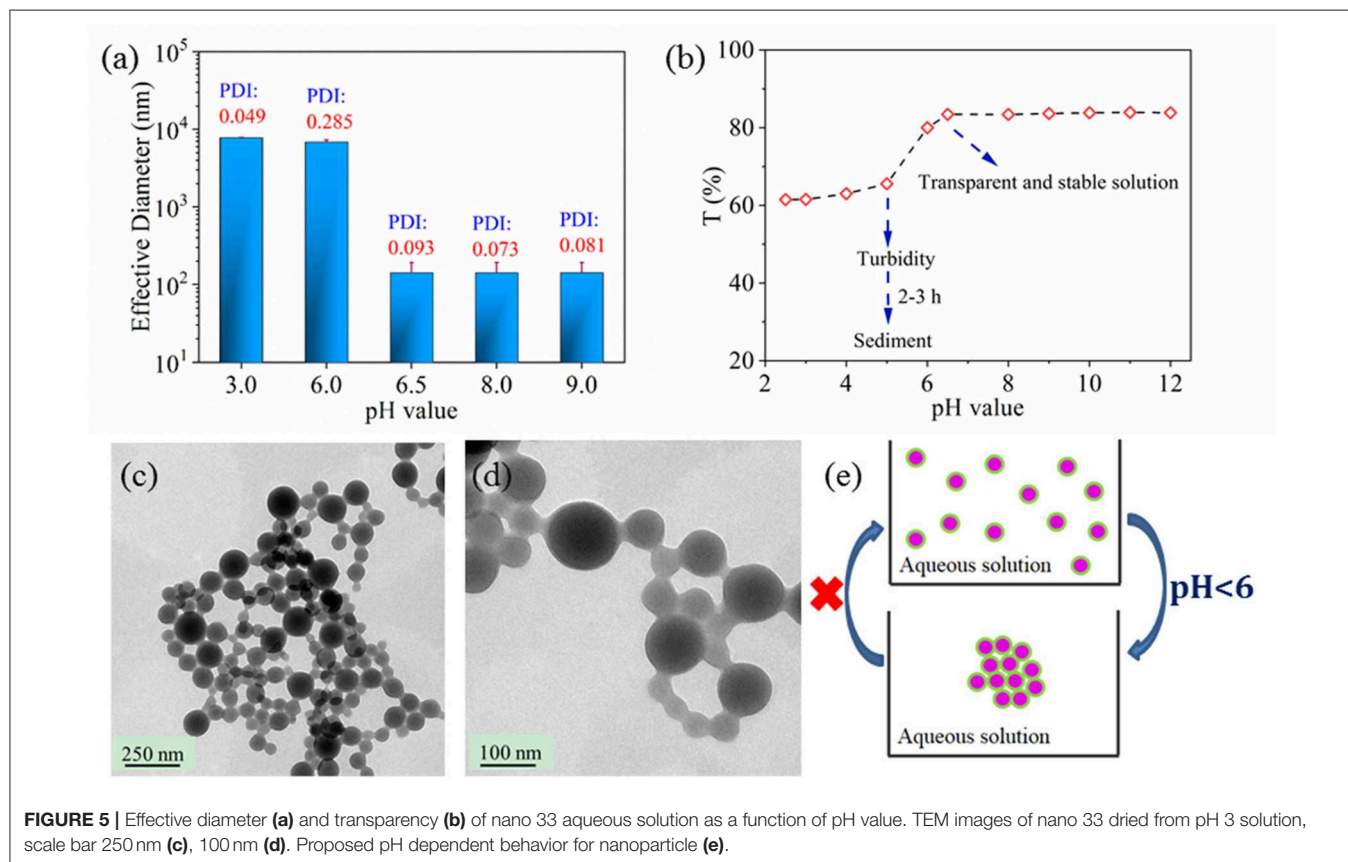 (a)
10^5
10^4
10^3
10^2
10^1
Effective Diameter (nm)
PDI:
0.049
PDI:
0.285
PDI:
0.093
PDI:
0.073
PDI:
0.081
3.0 6.0 6.5 8.0 9.0
pH value
(b)
100
80
60
40
20
T (%)
Transparent and stable solution
Turbidity
2-3 h
Sediment
2 4 6 8 10 12
pH value
(c)
250 nm
(d)
100 nm
(e)
Aqueous solution
pH<6
Aqueous solution
FIGURE 5 | Effective diameter (a) and transparency (b) of nano 33 aqueous solution as a function of pH value. TEM images of nano 33 dried from pH 3 solution,
scale bar 250 nm (c), 100 nm (d). Proposed pH dependent behavior for nanoparticle (e).